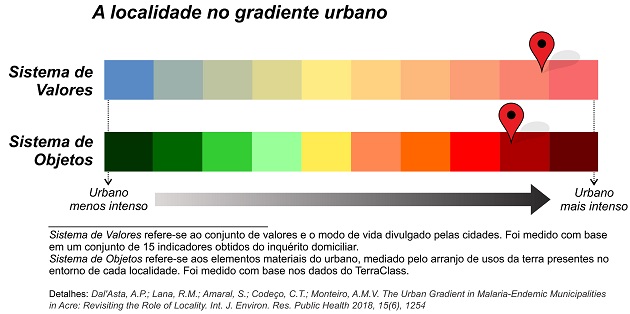 A localidade no gradiente urbano
Sistema de
Valores
Sistema de
Objetos
Urbano
menos intenso
Urbano
mais intenso
Sistema de Valores refere-se ao conjunto de valores e o modo de vida divulgado pelas cidades. Foi medido com base
em um conjunto de 15 indicadores obtidos do inquérito domiciliar.
Sistema de Objetos refere-se aos elementos materiais do urbano, mediado pelo arranjo de usos da terra presentes no
entorno de cada localidade. Foi medido com base nos dados do TerraClass.
Detalhes: Dal'Asta, A.P.; Lana, R.M.; Amaral, S.; Codeço, C.T.; Monteiro, A.M.V. The Urban Gradient in Malaria-Endemic Municipalities
in Acre: Revisiting the Role of Locality. Int. J. Environ. Res. Public Health 2018, 15(6), 1254